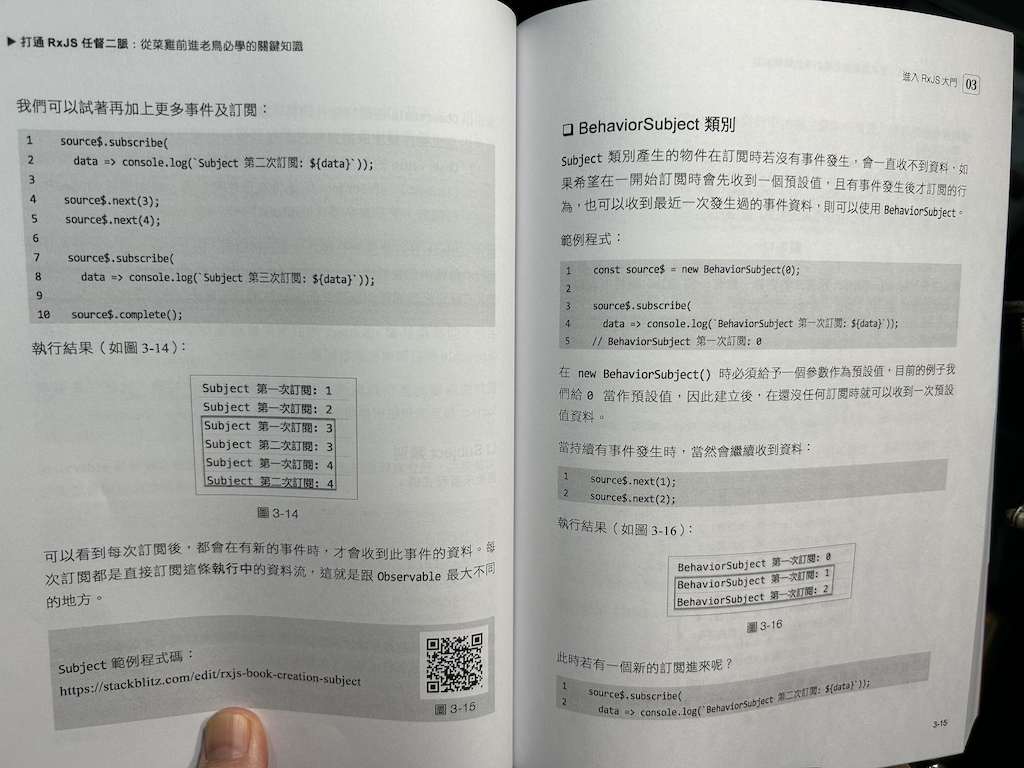 ▶ 打通 RxJS 任督二脈：從菜雞前進老鳥必學的關鍵知識
我們可以試著再加上更多事件及訂閱：
1 source$.subscribe(
2 data => console.log(`Subject 第二次訂閱: ${data}`));
3
4 source$.next(3);
5 source$.next(4);
6
7 source$.subscribe(
8 data => console.log(`Subject 第三次訂閱: ${data}`));
9
10 source$.complete();
執行結果（如圖 3-14）：
Subject 第一次訂閱: 1
Subject 第一次訂閱: 2
Subject 第一次訂閱: 3
Subject 第二次訂閱: 3
Subject 第一次訂閱: 4
Subject 第二次訂閱: 4
圖 3-14
可以看到每次訂閱後，都會在有新的事件時，才會收到此事件的資料。每
次訂閱都是直接訂閱這條執行中的資料流，這就是跟 Observable 最大不同
的地方。
Subject 範例程式碼：
https://stackblitz.com/edit/rxjs-book-creation-subject
圖 3-15
進入 RxJS 大門 03
❏ BehaviorSubject 類別
Subject 類別產生的物件在訂閱時若沒有事件發生，會一直收不到資料，如
果希望在一開始訂閱時會先收到一個預設值，且有事件發生後才訂閱的行
為，也可以收到最近一次發生過的事件資料，則可以使用 BehaviorSubject。
範例程式：
1 const source$ = new BehaviorSubject(0);
2
3 source$.subscribe(
4 data => console.log(`BehaviorSubject 第一次訂閱: ${data}`));
5 // BehaviorSubject 第一次訂閱: 0
在 new BehaviorSubject() 時必須給予一個參數作為預設值，目前的例子我
們給 0 當作預設值，因此建立後，在還沒任何訂閱時就可以收到一次預設
值資料。
當持續有事件發生時，當然會繼續收到資料：
1 source$.next(1);
2 source$.next(2);
執行結果（如圖 3-16）：
BehaviorSubject 第一次訂閱: 0
BehaviorSubject 第一次訂閱: 1
BehaviorSubject 第一次訂閱: 2
圖 3-16
此時若有一個新的訂閱進來呢？
1 source$.subscribe(
2 data => console.log(`BehaviorSubject 第二次訂閱: ${data}`));
3-15